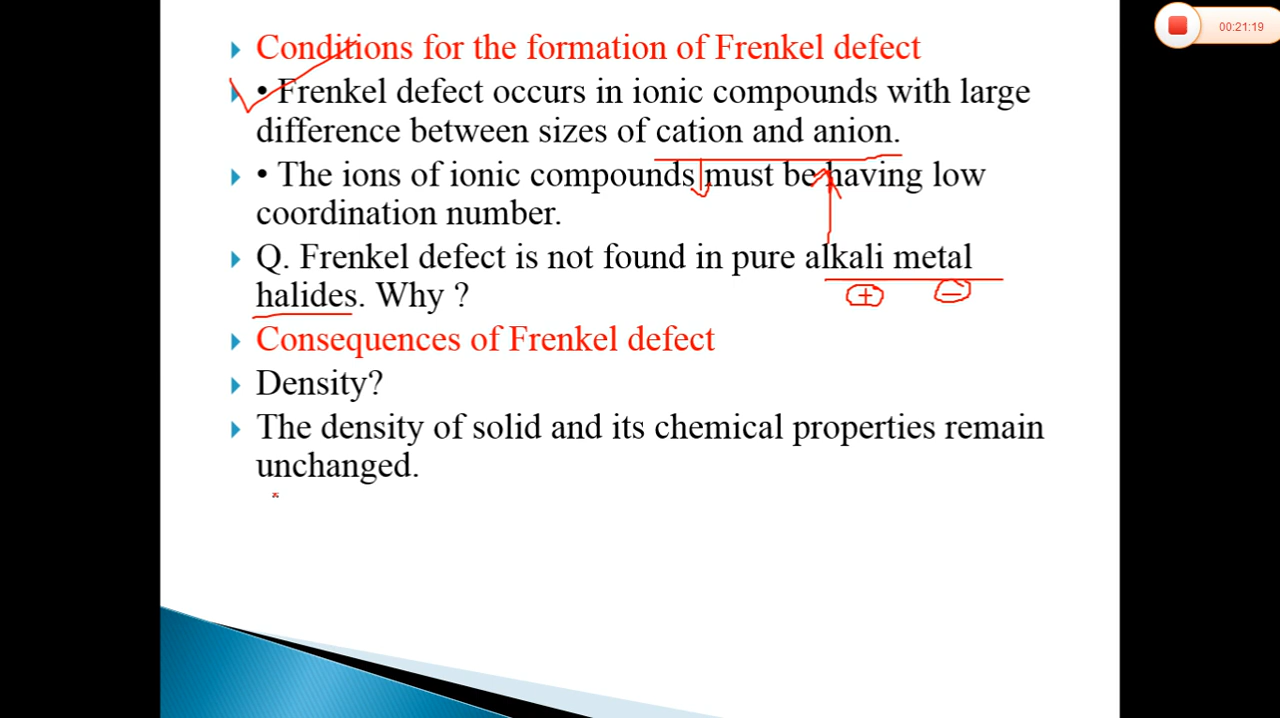 00:21:19
Conditions for the formation of Frenkel defect
• Frenkel defect occurs in ionic compounds with large
difference between sizes of cation and anion.
• The ions of ionic compounds must be having low
coordination number.
Q. Frenkel defect is not found in pure alkali metal
halides. Why ?
+ −
Consequences of Frenkel defect
Density?
The density of solid and its chemical properties remain
unchanged.